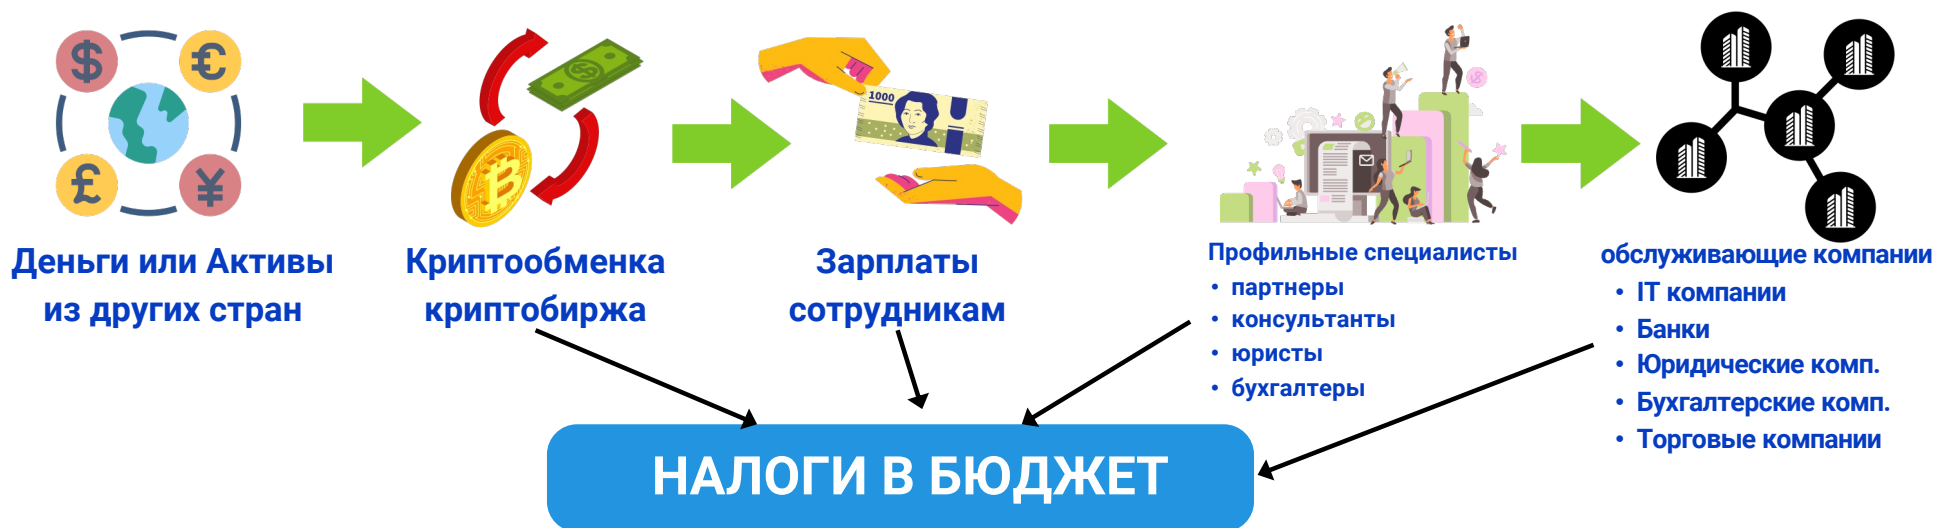 $
€
£
¥
1000
Деньги или Активы
из других стран
Криптообменка
криптобиржа
Зарплаты
сотрудникам
Профильные специалисты
• партнеры
• консультанты
• юристы
• бухгалтеры
обслуживающие компании
• IT компании
• Банки
• Юридические комп.
• Бухгалтерские комп.
• Торговые компании
НАЛОГИ В БЮДЖЕТ